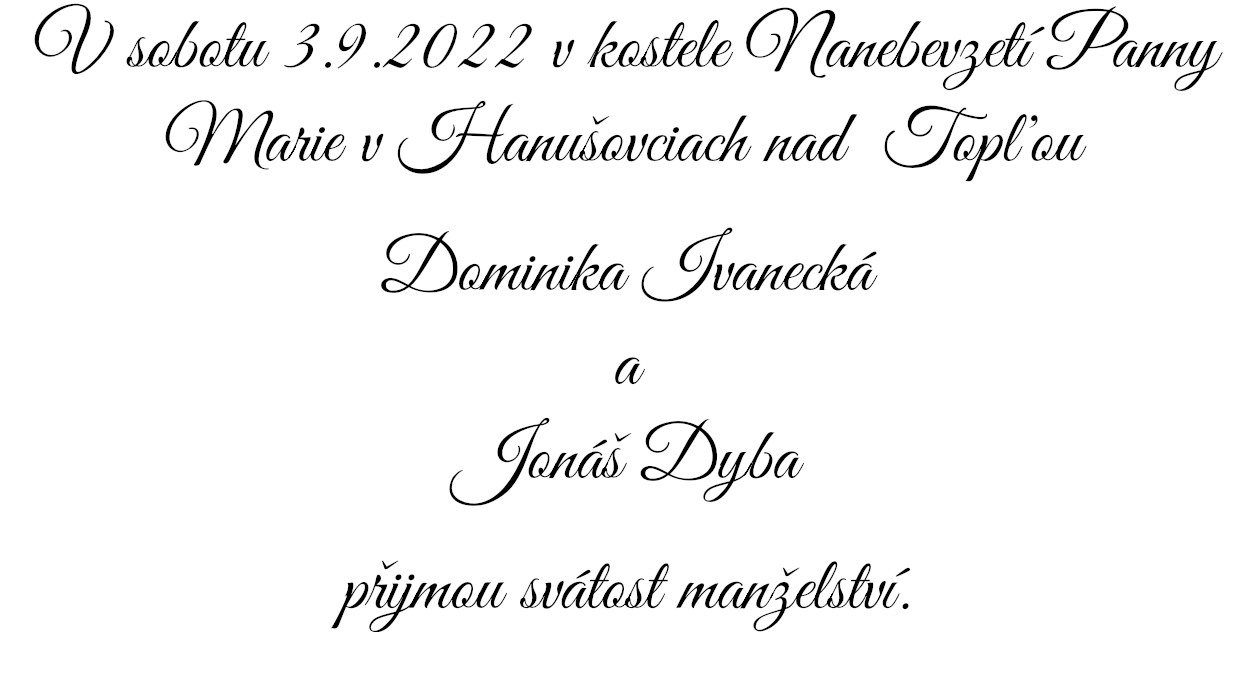 V sobotu 3.9.2022 v kostele Nanebevzetí Panny
Marie v Hanušovciach nad Topľou
Dominika Ivanecká
a
Jonáš Dyba
přijmou svátost manželství.